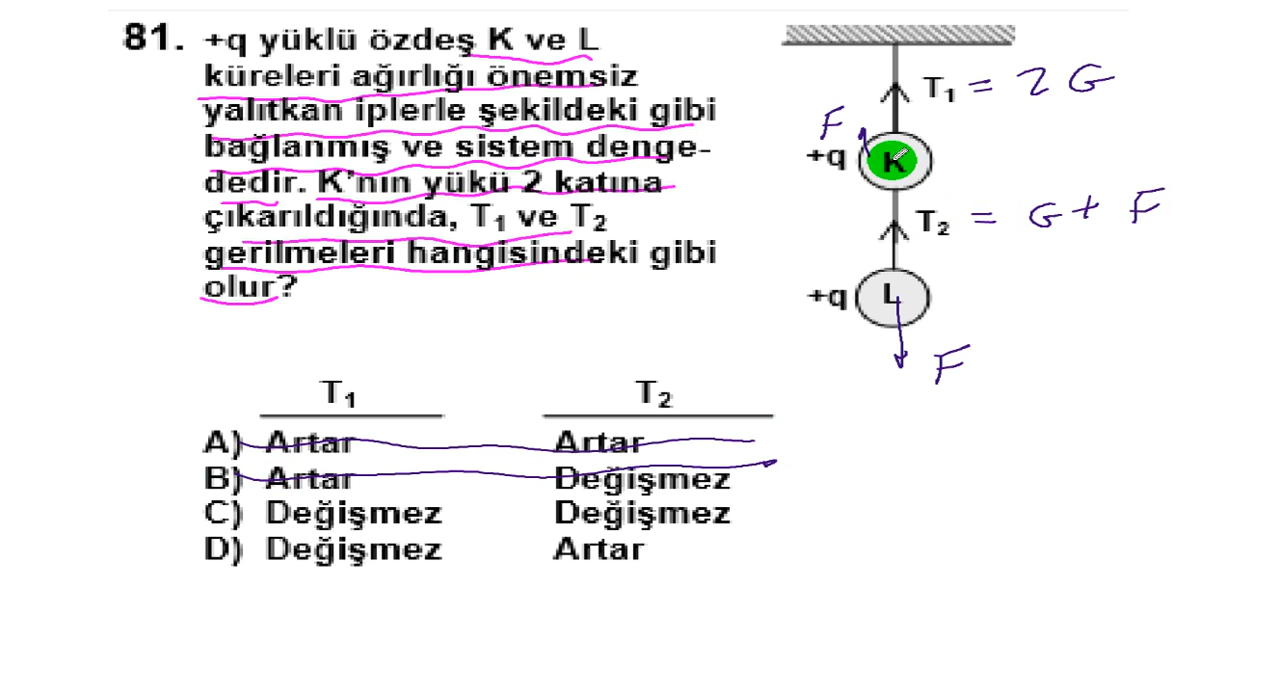 81. +q yüklü özdeş K ve L
küreleri ağırlığı önemsiz
yalıtkan iplerle şekildeki gibi
bağlanmış ve sistem denge-
dedir. K'nın yükü 2 katına
çıkarıldığında, T₁ ve T₂
gerilmeleri hangisindeki gibi
olur?
T₁ = 2G
F
+q K
T₂ = G + F
+q L
F
T₁ T₂
A) Artar Artar
B) Artar Değişmez
C) Değişmez Değişmez
D) Değişmez Artar